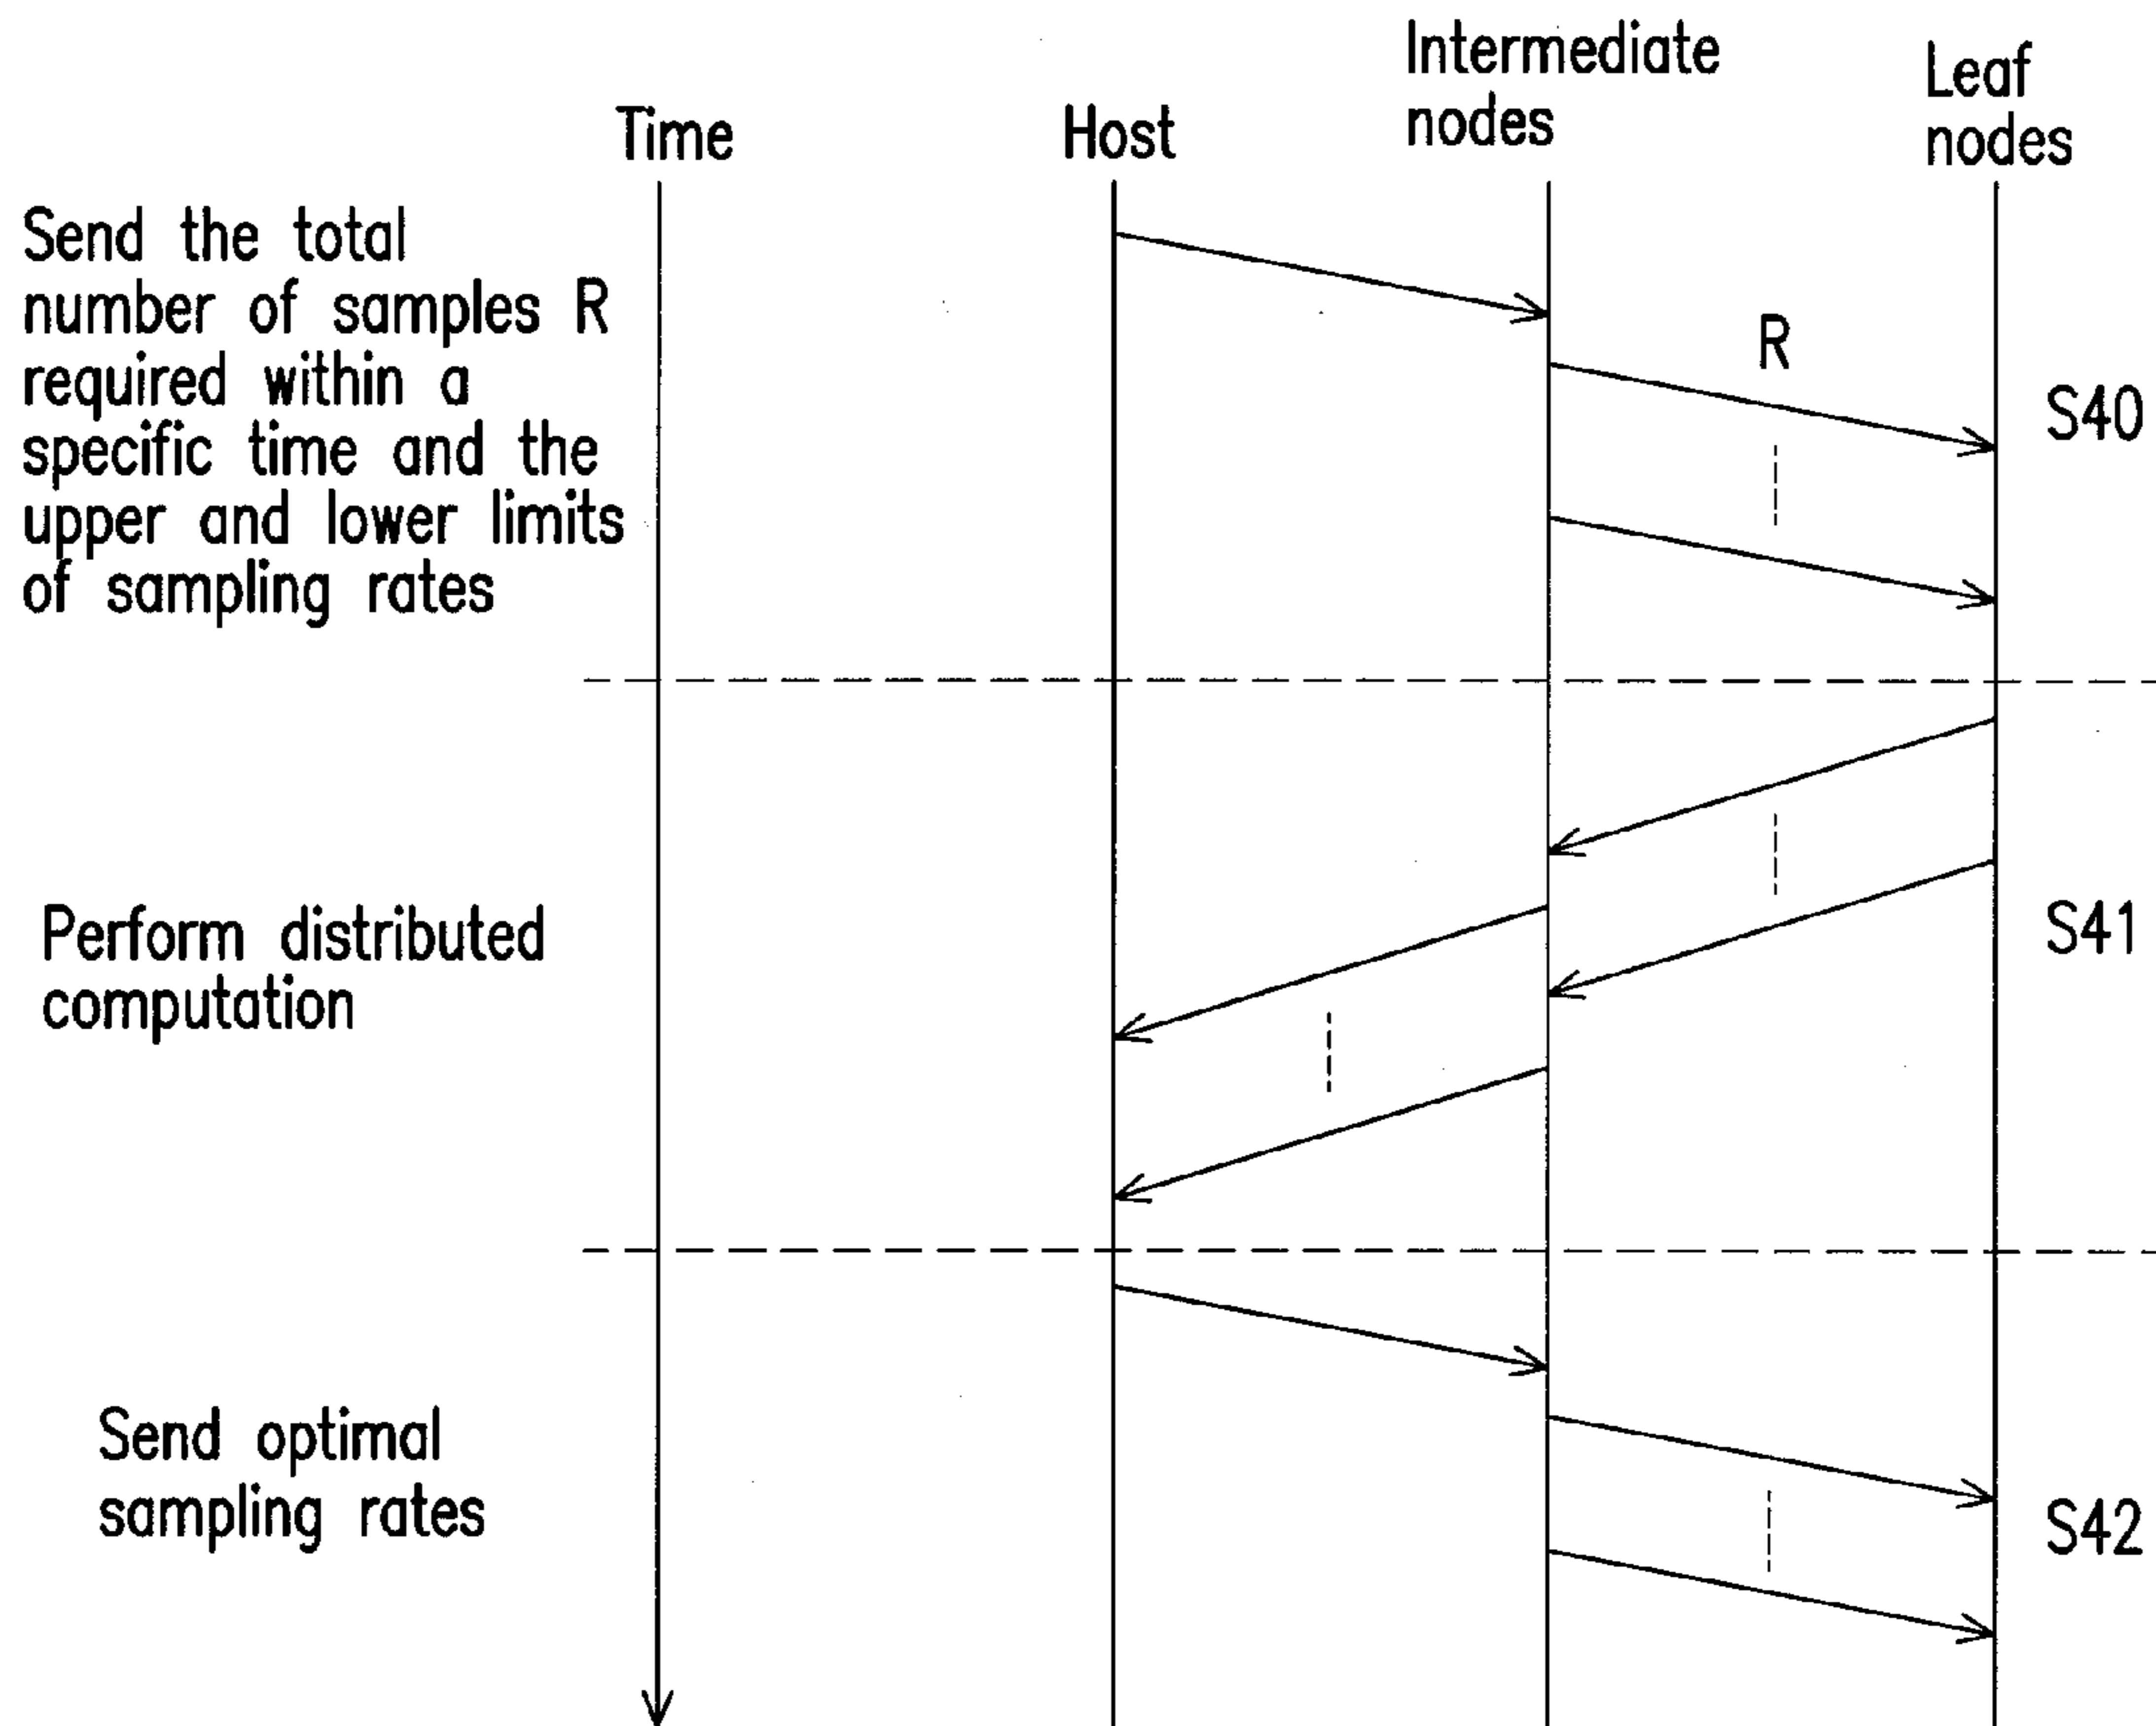 Intermediate
nodes
Leaf
nodes
Time
Host
Send the total
number of samples R
required within a
specific time and the
upper and lower limits
of sampling rates
R
S40
Perform distributed
computation
S41
Send optimal
sampling rates
S42